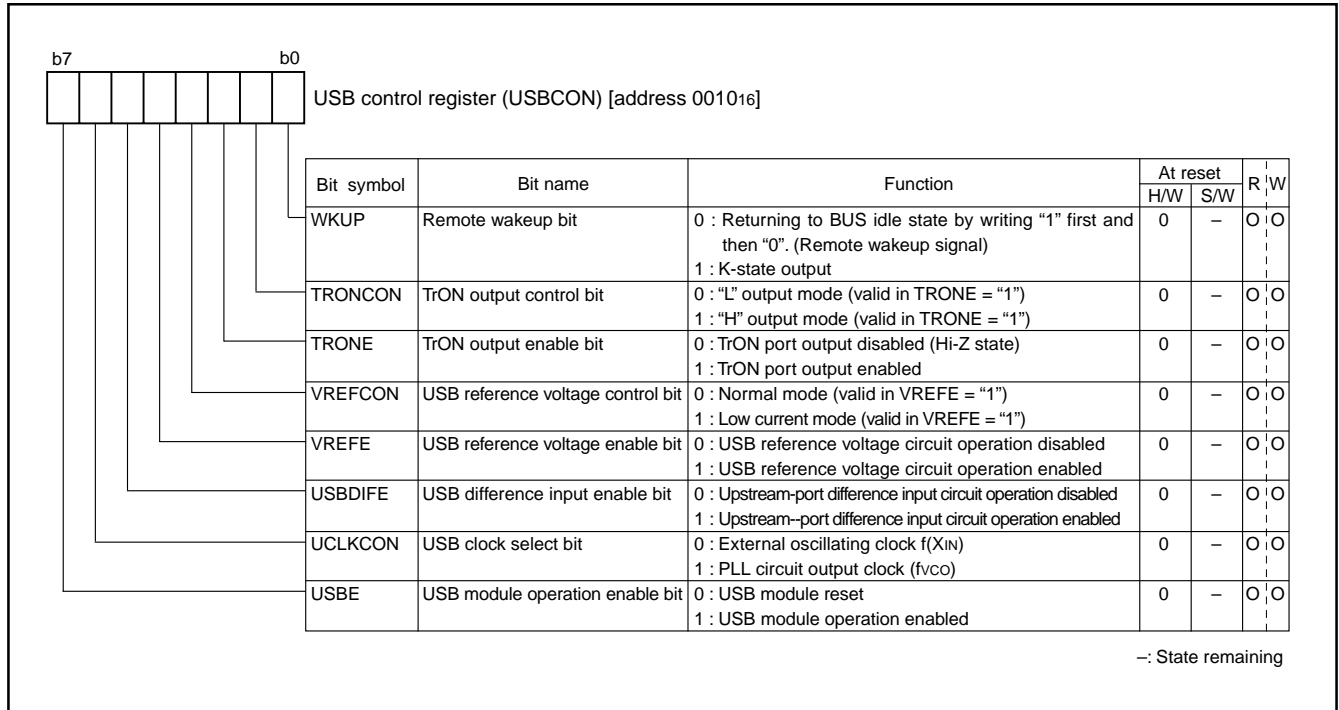 b7 b0
USB control register (USBCON) [address 001016]
Bit symbol Bit name Function At reset R W
H/W S/W
WKUP Remote wakeup bit 0 : Returning to BUS idle state by writing “1” first and 0 – O O
then “0”. (Remote wakeup signal)
1 : K-state output
TRONCON TrON output control bit 0 : “L” output mode (valid in TRONE = “1”) 0 – O O
1 : “H” output mode (valid in TRONE = “1”)
TRONE TrON output enable bit 0 : TrON port output disabled (Hi-Z state) 0 – O O
1 : TrON port output enabled
VREFCON USB reference voltage control bit 0 : Normal mode (valid in VREFE = “1”) 0 – O O
1 : Low current mode (valid in VREFE = “1”)
VREFE USB reference voltage enable bit 0 : USB reference voltage circuit operation disabled 0 – O O
1 : USB reference voltage circuit operation enabled
USBDIFE USB difference input enable bit 0 : Upstream-port difference input circuit operation disabled 0 – O O
1 : Upstream--port difference input circuit operation enabled
UCLKCON USB clock select bit 0 : External oscillating clock f(XIN) 0 – O O
1 : PLL circuit output clock (fVCO)
USBE USB module operation enable bit 0 : USB module reset 0 – O O
1 : USB module operation enabled
–: State remaining